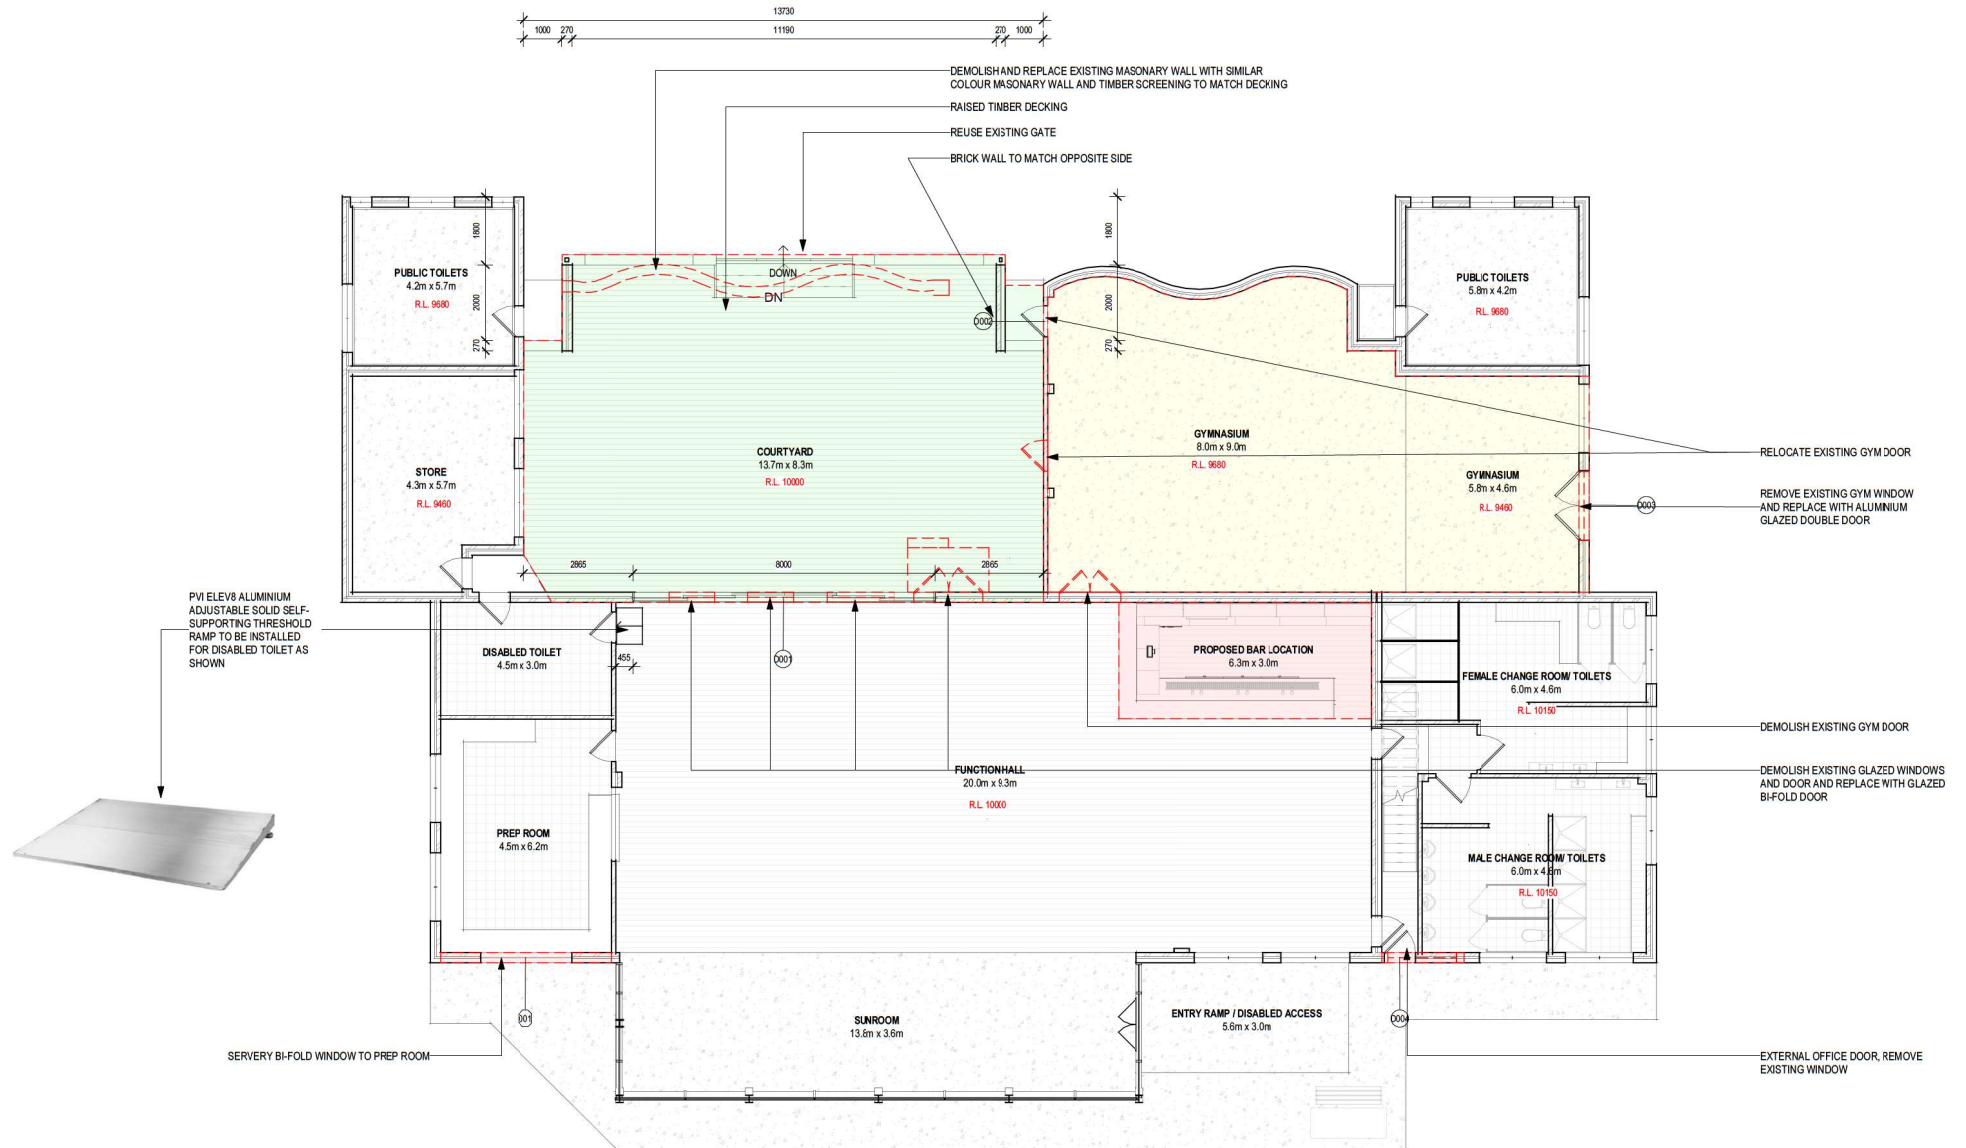 13730
1000 270 11190 270 1000
DEMOLISH AND REPLACE EXISTING MASONARY WALL WITH SIMILAR
COLOUR MASONARY WALL AND TIMBER SCREENING TO MATCH DECKING
RAISED TIMBER DECKING
REUSE EXISTING GATE
BRICK WALL TO MATCH OPPOSITE SIDE
1800
2000
270
1800
2000
270
PUBLIC TOILETS
4.2m x 5.7m
R.L. 9680
DOWN
DN
D002
PUBLIC TOILETS
5.8m x 4.2m
R.L. 9680
STORE
4.3m x 5.7m
R.L. 9460
COURTYARD
13.7m x 8.3m
R.L. 10000
GYMNASIUM
8.0m x 9.0m
R.L. 9680
GYMNASIUM
5.8m x 4.6m
R.L. 9460
D003
RELOCATE EXISTING GYM DOOR
REMOVE EXISTING GYM WINDOW
AND REPLACE WITH ALUMINIUM
GLAZED DOUBLE DOOR
2865 8000 2865
PVI ELEV8 ALUMINIUM
ADJUSTABLE SOLID SELF-
SUPPORTING THRESHOLD
RAMP TO BE INSTALLED
FOR DISABLED TOILET AS
SHOWN
DISABLED TOILET
4.5m x 3.0m
455
D001
PROPOSED BAR LOCATION
6.3m x 3.0m
FEMALE CHANGE ROOM/ TOILETS
6.0m x 4.6m
R.L. 10150
DEMOLISH EXISTING GYM DOOR
DEMOLISH EXISTING GLAZED WINDOWS
AND DOOR AND REPLACE WITH GLAZED
BI-FOLD DOOR
FUNCTION HALL
20.0m x 9.3m
R.L. 10000
PREP ROOM
4.5m x 6.2m
MALE CHANGE ROOM/ TOILETS
6.0m x 4.6m
R.L. 10150
SUNROOM
13.8m x 3.6m
ENTRY RAMP / DISABLED ACCESS
5.6m x 3.0m
D004
SERVERY BI-FOLD WINDOW TO PREP ROOM
EXTERNAL OFFICE DOOR, REMOVE
EXISTING WINDOW